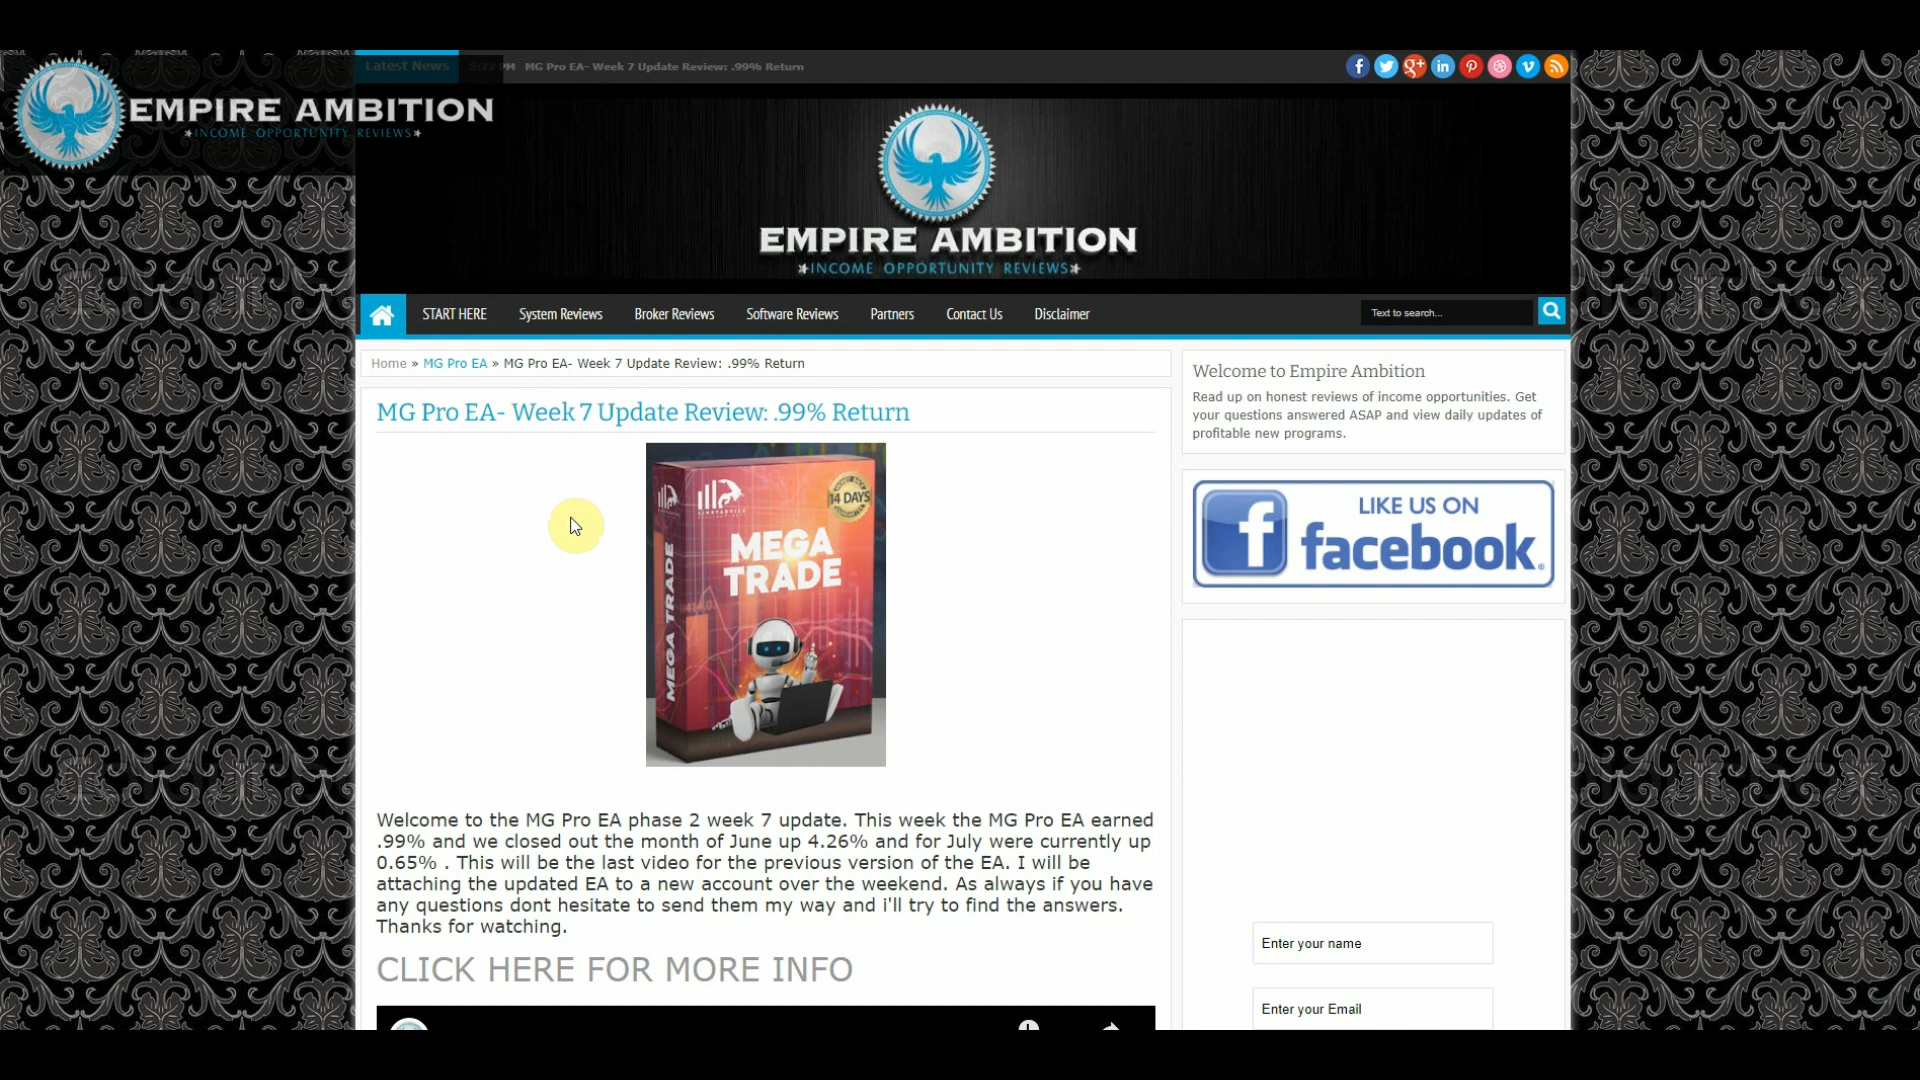 Latest News
5:22 PM MG Pro EA- Week 7 Update Review: .99% Return
EMPIRE AMBITION
INCOME OPPORTUNITY REVIEWS
EMPIRE AMBITION
INCOME OPPORTUNITY REVIEWS
START HERE System Reviews Broker Reviews Software Reviews Partners Contact Us Disclaimer
Text to search...
Home » MG Pro EA » MG Pro EA- Week 7 Update Review: .99% Return
MG Pro EA- Week 7 Update Review: .99% Return
14 DAYS
MEGA
TRADE
MEGA TRADE
Welcome to the MG Pro EA phase 2 week 7 update. This week the MG Pro EA earned
.99% and we closed out the month of June up 4.26% and for July were currently up
0.65% . This will be the last video for the previous version of the EA. I will be
attaching the updated EA to a new account over the weekend. As always if you have
any questions dont hesitate to send them my way and i'll try to find the answers.
Thanks for watching.
CLICK HERE FOR MORE INFO
Welcome to Empire Ambition
Read up on honest reviews of income opportunities. Get
your questions answered ASAP and view daily updates of
profitable new programs.
LIKE US ON
facebook
Enter your name
Enter your Email